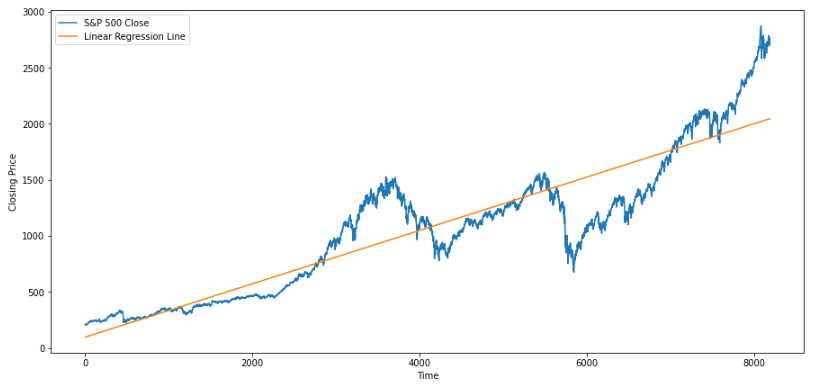 S&P 500 Close
Linear Regression Line
Closing Price
3000
2500
2000
1500
1000
500
0
0 2000 4000 6000 8000
Time